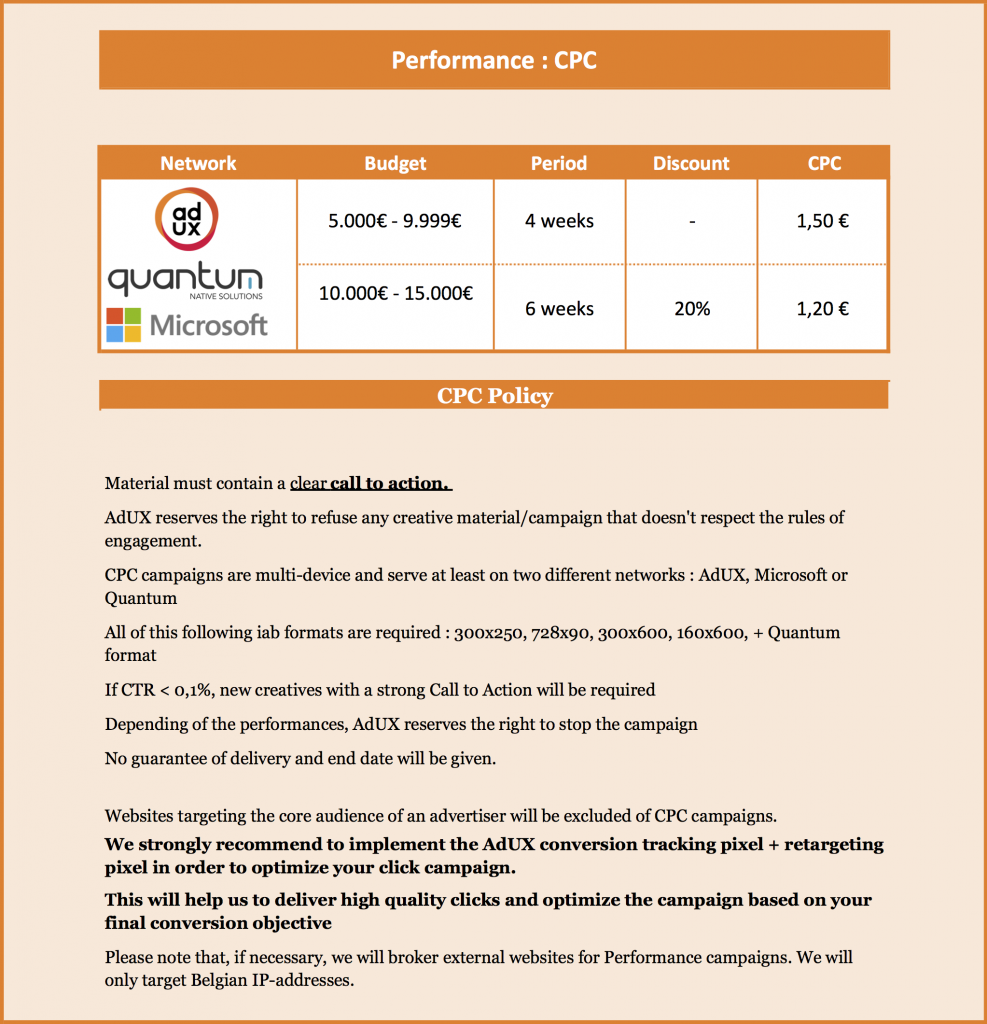 Performance : CPC
Network Budget Period Discount CPC
ad
ux
5.000€ - 9.999€ 4 weeks - 1,50 €
quantum
NATIVE SOLUTIONS
10.000€ - 15.000€
6 weeks 20% 1,20 €
Microsoft
CPC Policy
Material must contain a clear call to action.
AdUX reserves the right to refuse any creative material/campaign that doesn't respect the rules of
engagement.
CPC campaigns are multi-device and serve at least on two different networks : AdUX, Microsoft or
Quantum
All of this following iab formats are required : 300x250, 728x90, 300x600, 160x600, + Quantum
format
If CTR < 0,1%, new creatives with a strong Call to Action will be required
Depending of the performances, AdUX reserves the right to stop the campaign
No guarantee of delivery and end date will be given.
Websites targeting the core audience of an advertiser will be excluded of CPC campaigns.
We strongly recommend to implement the AdUX conversion tracking pixel + retargeting
pixel in order to optimize your click campaign.
This will help us to deliver high quality clicks and optimize the campaign based on your
final conversion objective
Please note that, if necessary, we will broker external websites for Performance campaigns. We will
only target Belgian IP-addresses.